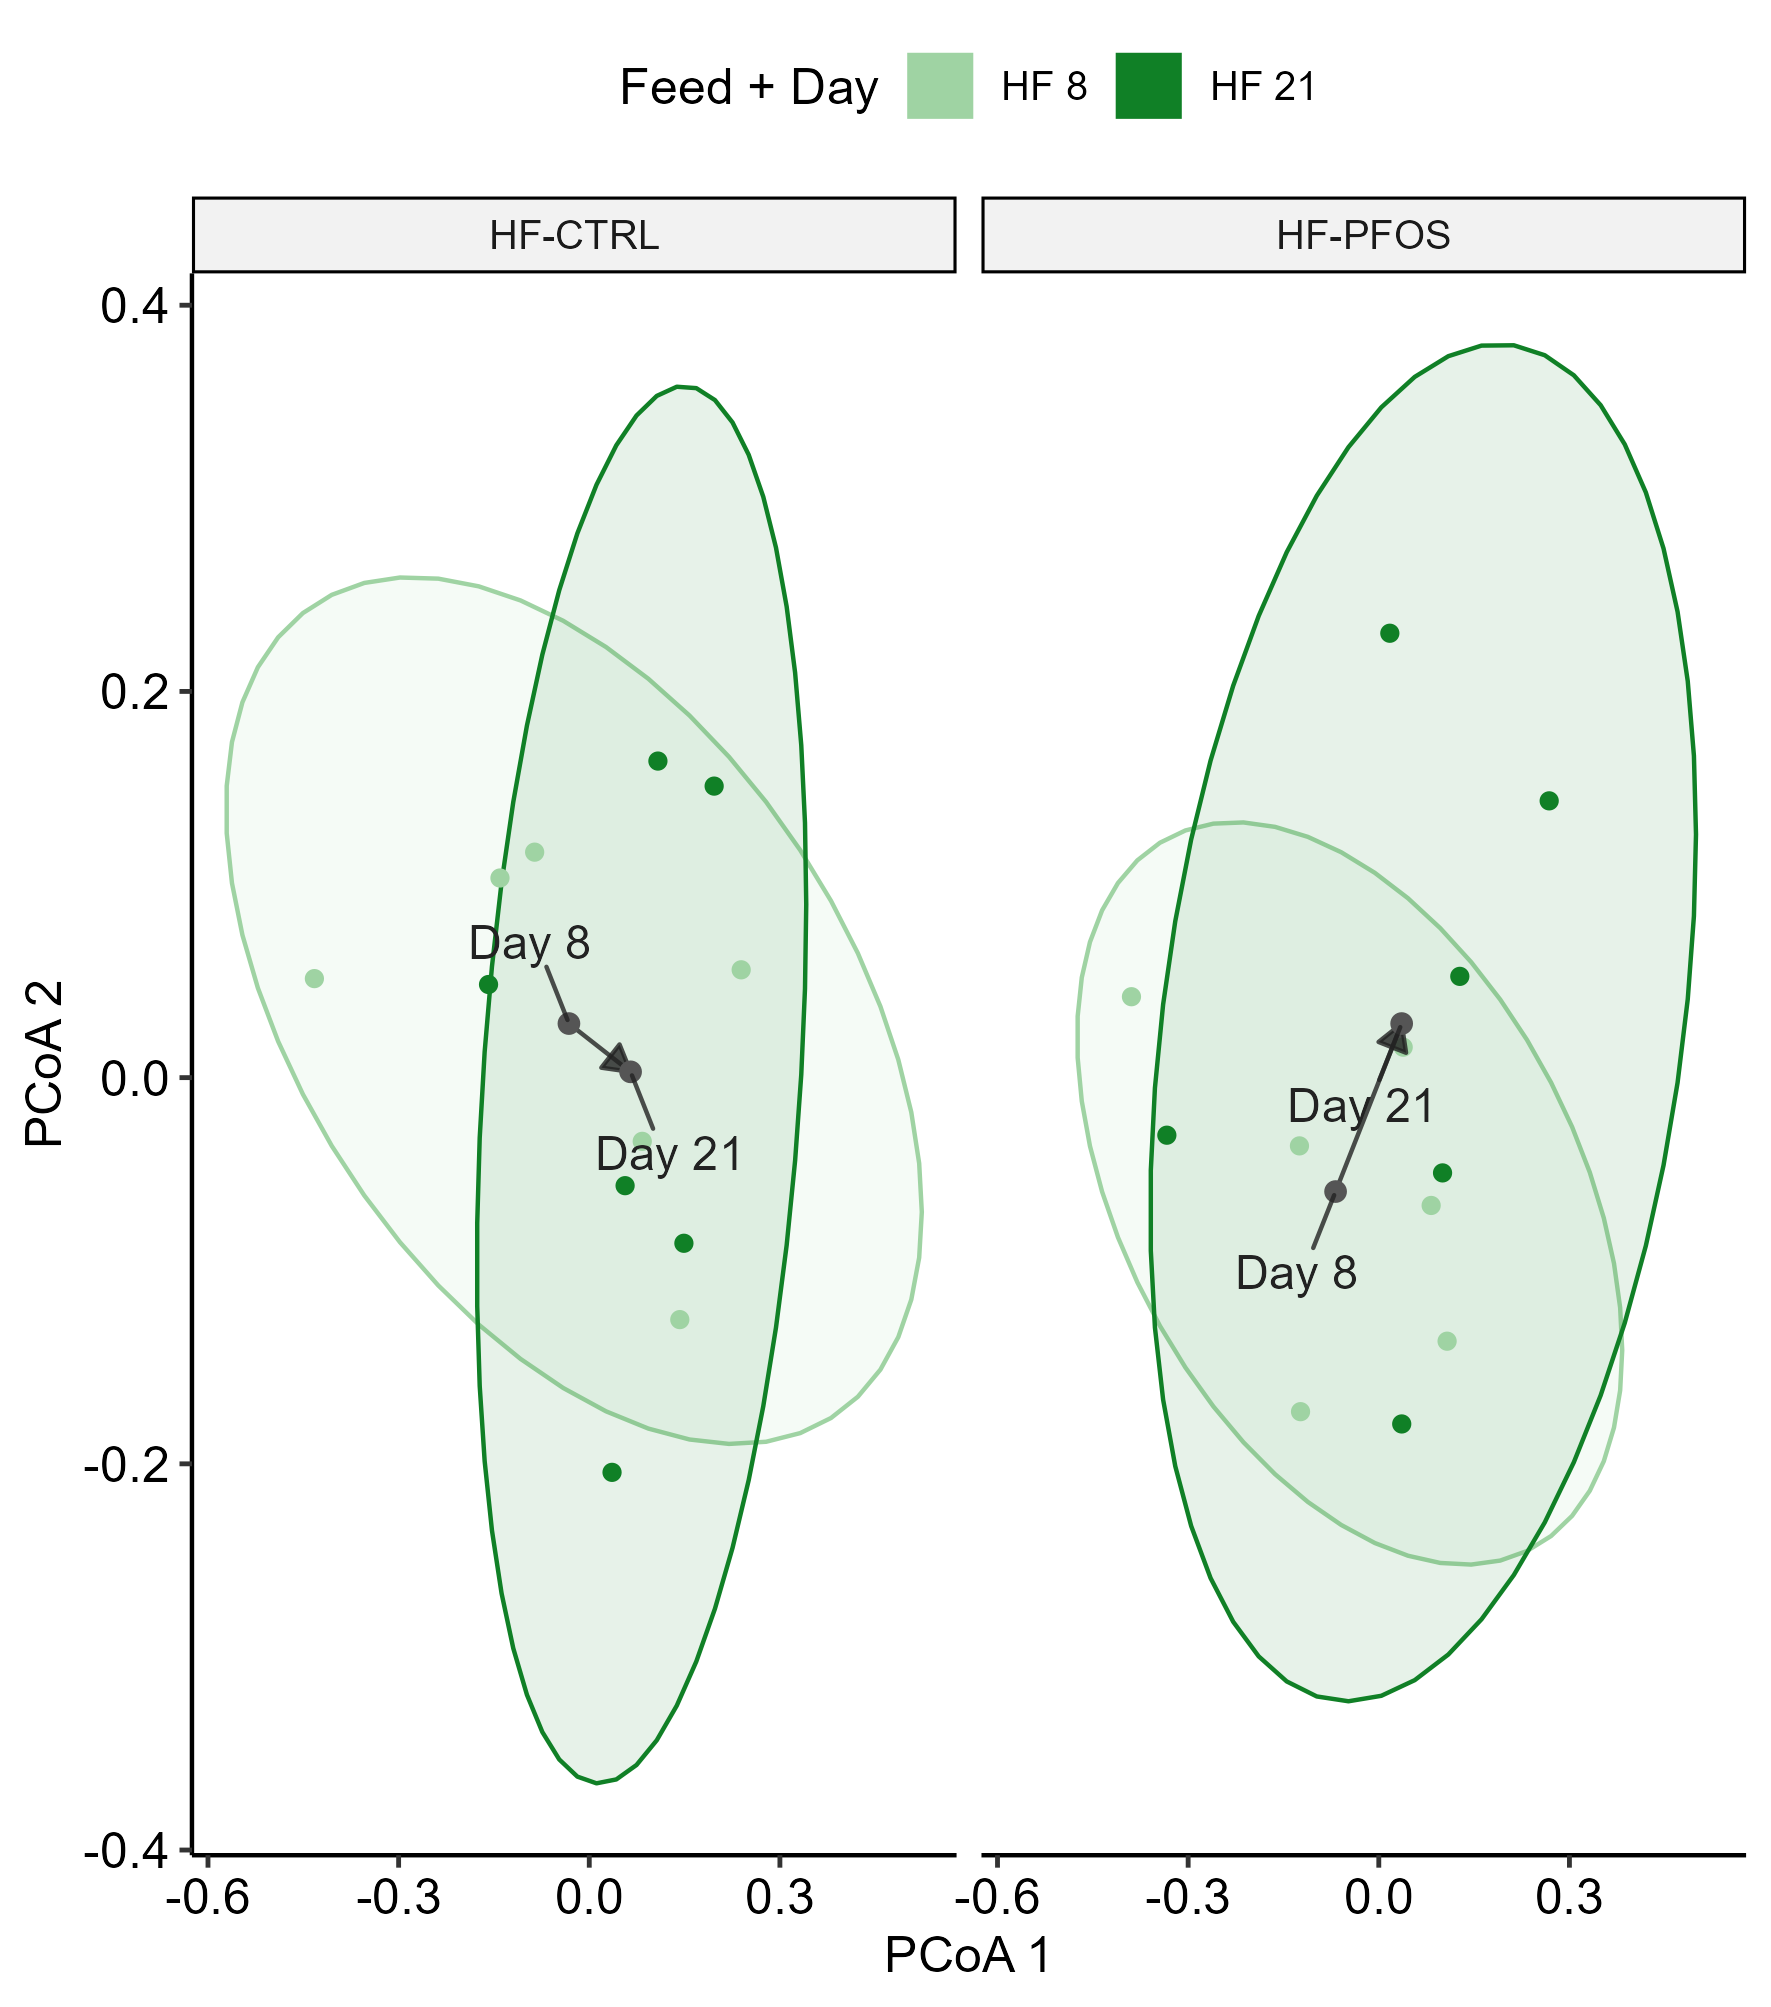 Feed + Day HF 8 HF 21
HF-CTRL
HF-PFOS
0.4
0.2
0.0
-0.2
-0.4
PCoA 2
Day 8
Day 21
Day 21
Day 8
-0.6 -0.3 0.0 0.3
-0.6 -0.3 0.0 0.3
PCoA 1